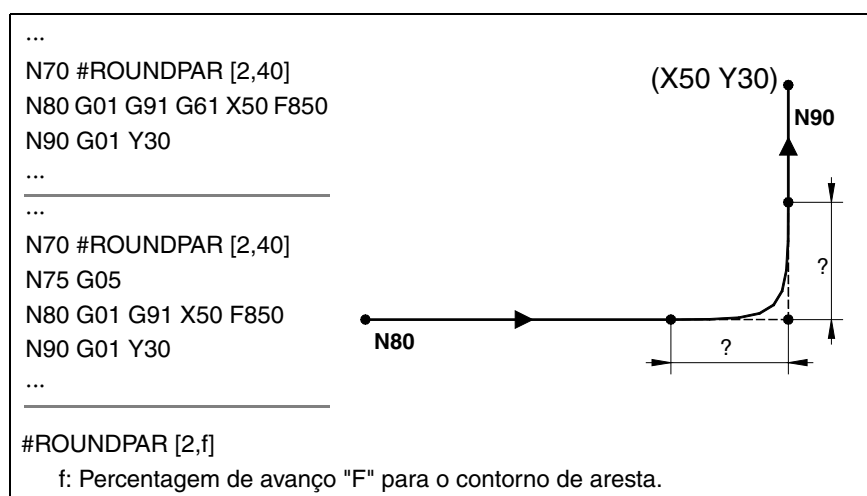 ...
N70 #ROUNDPAR [2,40]
N80 G01 G91 G61 X50 F850
N90 G01 Y30
...
...
N70 #ROUNDPAR [2,40]
N75 G05
N80 G01 G91 X50 F850
N90 G01 Y30
...
(X50 Y30)
N90
?
N80
?
#ROUNDPAR [2,f]
f: Percentagem de avanço "F" para o contorno de aresta.